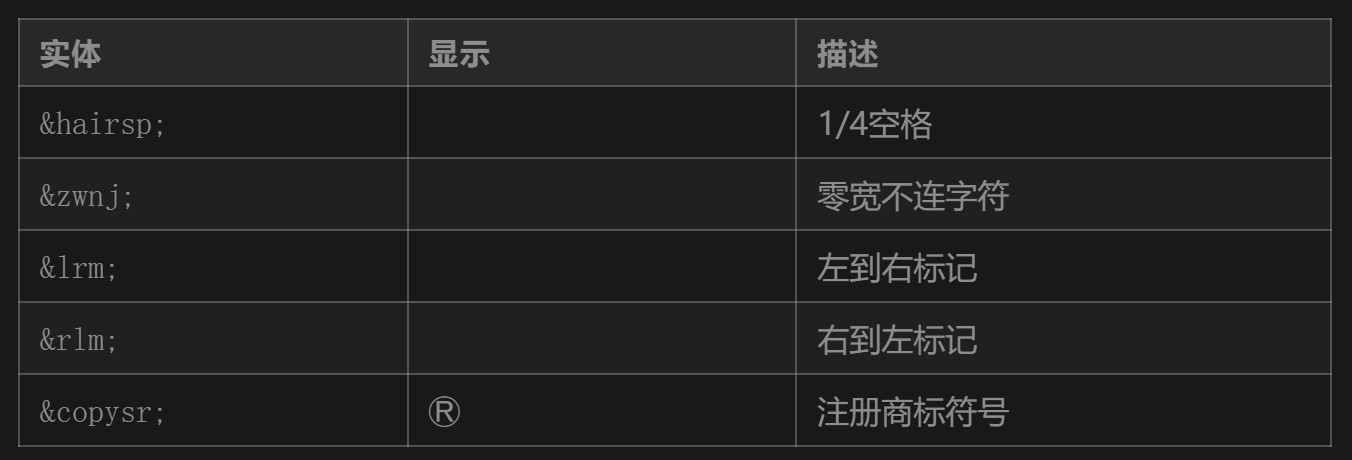 实体 显示 描述
&hairsp; 1/4空格
&zwnj; 零宽不连字符
&lrm; 左到右标记
&rlm; 右到左标记
&copysr; Ⓡ 注册商标符号